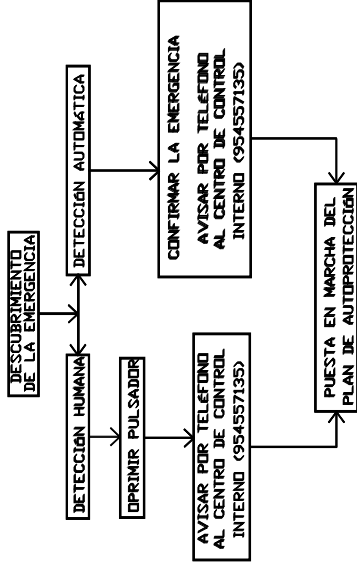 DESCUBRIMIENTO
DE LA EMERGENCIA
DETECCIÓN HUMANA
DETECCIÓN AUTOMÁTICA
OPRIMIR PULSADOR
CONFIRMAR LA EMERGENCIA
AVISAR POR TELÉFONO
AL CENTRO DE CONTROL
INTERNO (954557135)
AVISAR POR TELÉFONO
AL CENTRO DE CONTROL
INTERNO (954557135)
PUESTA EN MARCHA DEL
PLAN DE AUTOPROTECCIÓN